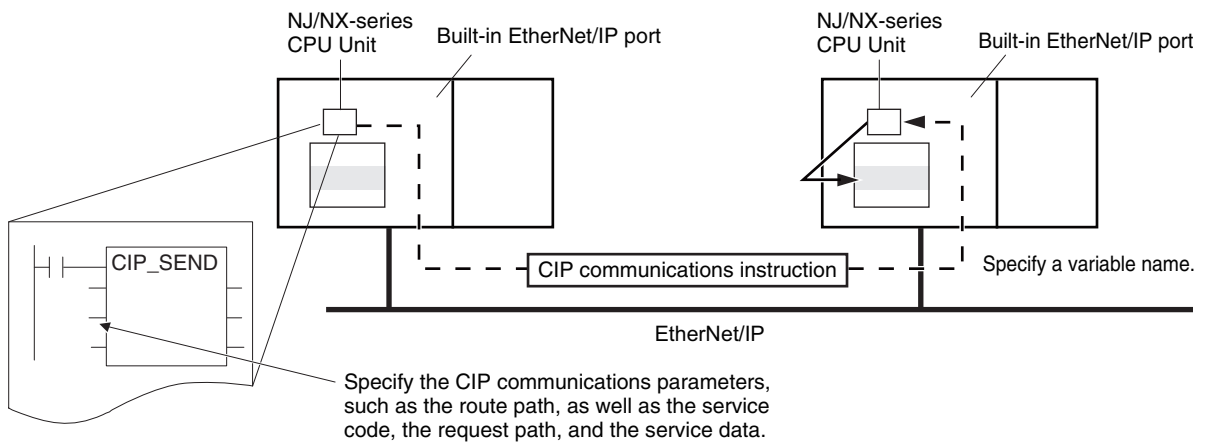 NJ/NX-series
CPU Unit
Built-in EtherNet/IP port
NJ/NX-series
CPU Unit
Built-in EtherNet/IP port
CIP_SEND
CIP communications instruction
Specify a variable name.
EtherNet/IP
Specify the CIP communications parameters,
such as the route path, as well as the service
code, the request path, and the service data.